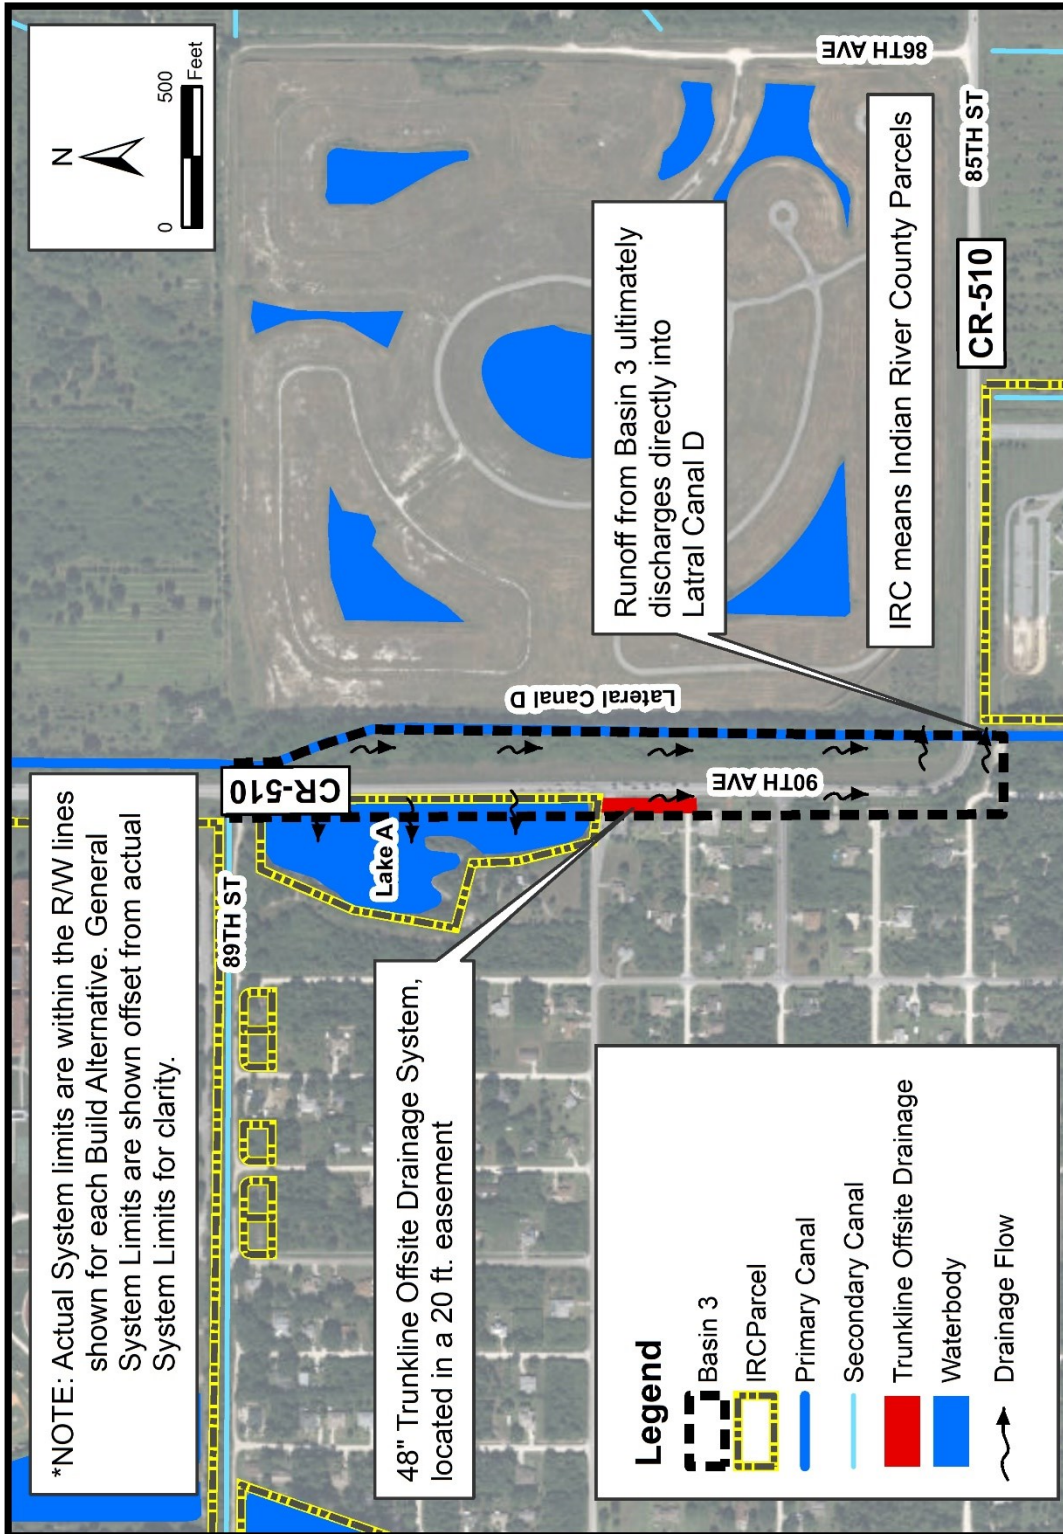 *NOTE: Actual System limits are within the R/W lines
shown for each Build Alternative. General
System Limits are shown offset from actual
System Limits for clarity.
N
0 500
Feet
89TH ST
CR-510
Lake A
Lateral Canal D
48" Trunkline Offsite Drainage System,
located in a 20 ft. easement
90TH AVE
Runoff from Basin 3 ultimately
discharges directly into
Latral Canal D
86TH AVE
IRC means Indian River County Parcels
85TH ST
CR-510
Legend
Basin 3
IRCParcel
Primary Canal
Secondary Canal
Trunkline Offsite Drainage
Waterbody
Drainage Flow